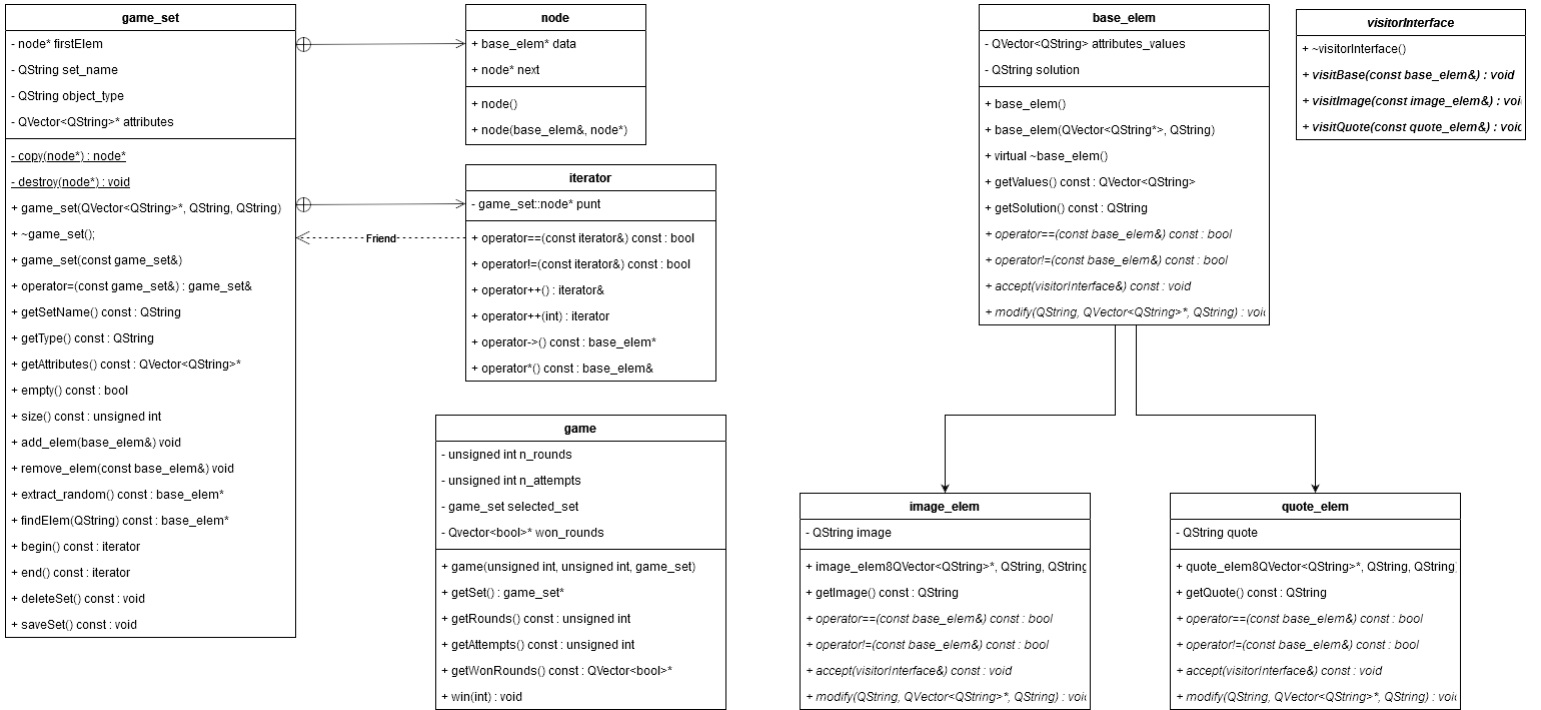 game_set
- node* firstElem
- QString set_name
- QString object_type
- QVector<QString>* attributes
- copy(node*) : node*
- destroy(node*) : void
+ game_set(QVector<QString>*, QString, QString)
+ ~game_set();
+ game_set(const game_set&)
+ operator=(const game_set&) : game_set&
+ getSetName() const : QString
+ getType() const : QString
+ getAttributes() const : QVector<QString>*
+ empty() const : bool
+ size() const : unsigned int
+ add_elem(base_elem&) void
+ remove_elem(const base_elem&) void
+ extract_random() const : base_elem*
+ findElem(QString) const : base_elem*
+ begin() const : iterator
+ end() const : iterator
+ deleteSet() const : void
+ saveSet() const : void
node
+ base_elem* data
+ node* next
+ node()
+ node(base_elem&, node*)
iterator
- game_set::node* punt
+ operator==(const iterator&) const : bool
+ operator!=(const iterator&) const : bool
+ operator++() : iterator&
+ operator++(int) : iterator
+ operator->() const : base_elem*
+ operator*() const : base_elem&
Friend
game
- unsigned int n_rounds
- unsigned int n_attempts
- game_set selected_set
- Qvector<bool>* won_rounds
+ game(unsigned int, unsigned int, game_set)
+ getSet() : game_set*
+ getRounds() const : unsigned int
+ getAttempts() const : unsigned int
+ getWonRounds() const : QVector<bool>*
+ win(int) : void
base_elem
- QVector<QString> attributes_values
- QString solution
+ base_elem()
+ base_elem(QVector<QString*>, QString)
+ virtual ~base_elem()
+ getValues() const : QVector<QString>
+ getSolution() const : QString
+ operator==(const base_elem&) const : bool
+ operator!=(const base_elem&) const : bool
+ accept(visitorInterface&) const : void
+ modify(QString, QVector<QString>*, QString) : voi
visitorInterface
+ ~visitorInterface()
+ visitBase(const base_elem&) : void
+ visitImage(const image_elem&) : voi
+ visitQuote(const quote_elem&) : void
image_elem
- QString image
+ image_elem8QVector<QString>*, QString, QString
+ getImage() const : QString
+ operator==(const base_elem&) const : bool
+ operator!=(const base_elem&) const : bool
+ accept(visitorInterface&) const : void
+ modify(QString, QVector<QString>*, QString) : voi
quote_elem
- QString quote
+ quote_elem8QVector<QString>*, QString, QString
+ getQuote() const : QString
+ operator==(const base_elem&) const : bool
+ operator!=(const base_elem&) const : bool
+ accept(visitorInterface&) const : void
+ modify(QString, QVector<QString>*, QString) : voi